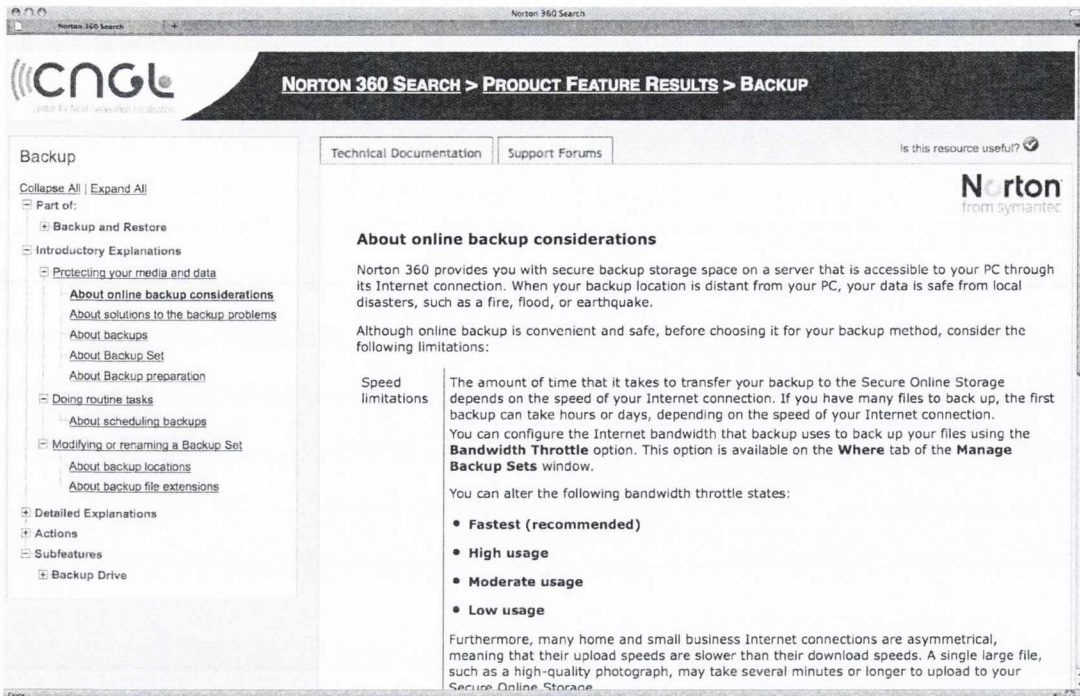 Norton 360 Search
Norton 360 Search +
CNGL
Centre for Next Generation Localisation
NORTON 360 SEARCH > PRODUCT FEATURE RESULTS > BACKUP
Backup
Collapse All | Expand All
Part of:
Backup and Restore
Introductory Explanations
Protecting your media and data
About online backup considerations
About solutions to the backup problems
About backups
About Backup Set
About Backup preparation
Doing routine tasks
About scheduling backups
Modifying or renaming a Backup Set
About backup locations
About backup file extensions
Detailed Explanations
Actions
Subfeatures
Backup Drive
Technical Documentation
Support Forums
Is this resource useful?
Norton
from symantec
About online backup considerations
Norton 360 provides you with secure backup storage space on a server that is accessible to your PC through
its Internet connection. When your backup location is distant from your PC, your data is safe from local
disasters, such as a fire, flood, or earthquake.
Although online backup is convenient and safe, before choosing it for your backup method, consider the
following limitations:
Speed
limitations
The amount of time that it takes to transfer your backup to the Secure Online Storage
depends on the speed of your Internet connection. If you have many files to back up, the first
backup can take hours or days, depending on the speed of your Internet connection.
You can configure the Internet bandwidth that backup uses to back up your files using the
Bandwidth Throttle option. This option is available on the Where tab of the Manage
Backup Sets window.
You can alter the following bandwidth throttle states:
• Fastest (recommended)
• High usage
• Moderate usage
• Low usage
Furthermore, many home and small business Internet connections are asymmetrical,
meaning that their upload speeds are slower than their download speeds. A single large file,
such as a high-quality photograph, may take several minutes or longer to upload to your
Secure Online Storage
Done